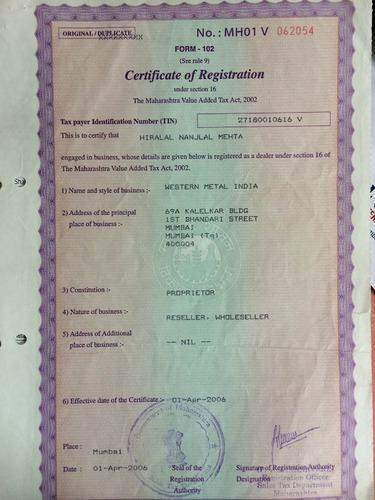 ORIGINAL / DUPLICATE
No. : MH01 V 062054
FORM - 102
(See rule 9)
Certificate of Registration
under section 16
The Maharashtra Value Added Tax Act, 2002
Tax payer Identification Number (TIN) 27180010616 V
This is to certify that HIRALAL NANJLAL MEHTA
engaged in business, whose details are given below is registered as a dealer under section 16 of
The Maharashtra Value Added Tax Act, 2002.
1) Name and style of business :- WESTERN METAL INDIA
2) Address of the principal 69A KALELKAR BLDG
place of business :- 1ST BHANDARI STREET
MUMBAI
MUMBAI (Tq)
400004
3) Constitution :- PROPRIETOR
4) Nature of business :- RESELLER, WHOLESELLER
5) Address of Additional
place of business :- -- NIL --
6) Effective date of the Certificate:- 01-Apr-2006
Place : Mumbai
Date : 01-Apr-2006
Seal of the
Registration
Authority
Signature of Registration Authority
Designation Registration Officer
Sales Tax Department
Maharashtra